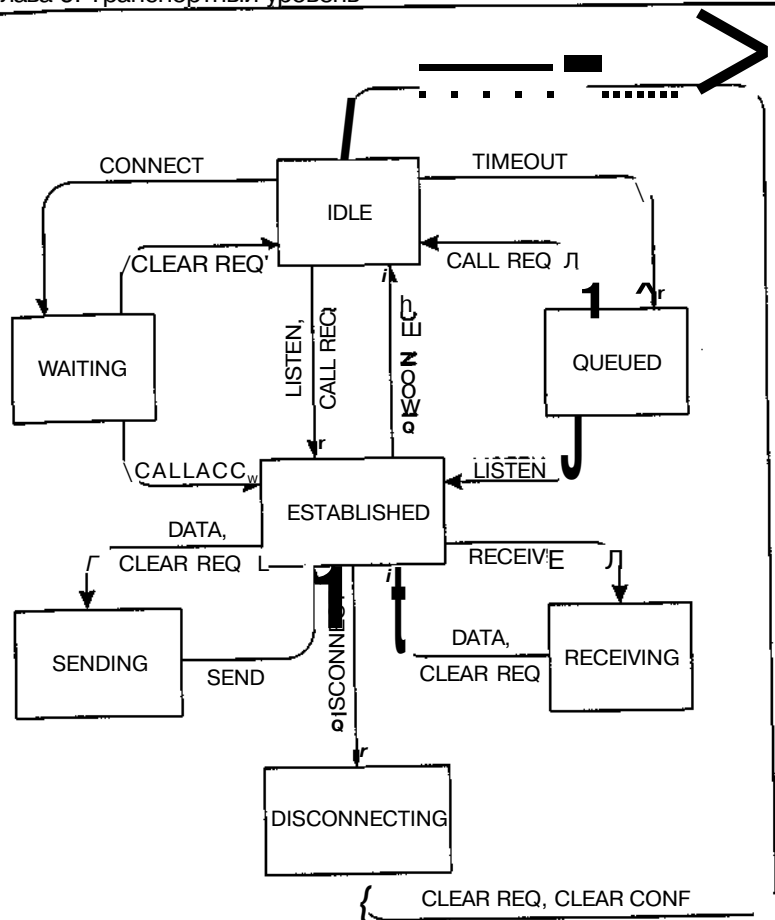 CONNECT
TIMEOUT
IDLE
CLEAR REQ
CALL REQ
LISTEN,
CALL REQ
WAITING
QUEUED
CALLACC
LISTEN
ESTABLISHED
DATA,
CLEAR REQ
RECEIVE
SENDING
SEND
DATA,
CLEAR REQ
RECEIVING
DISCONNECTING
CLEAR REQ, CLEAR CONF